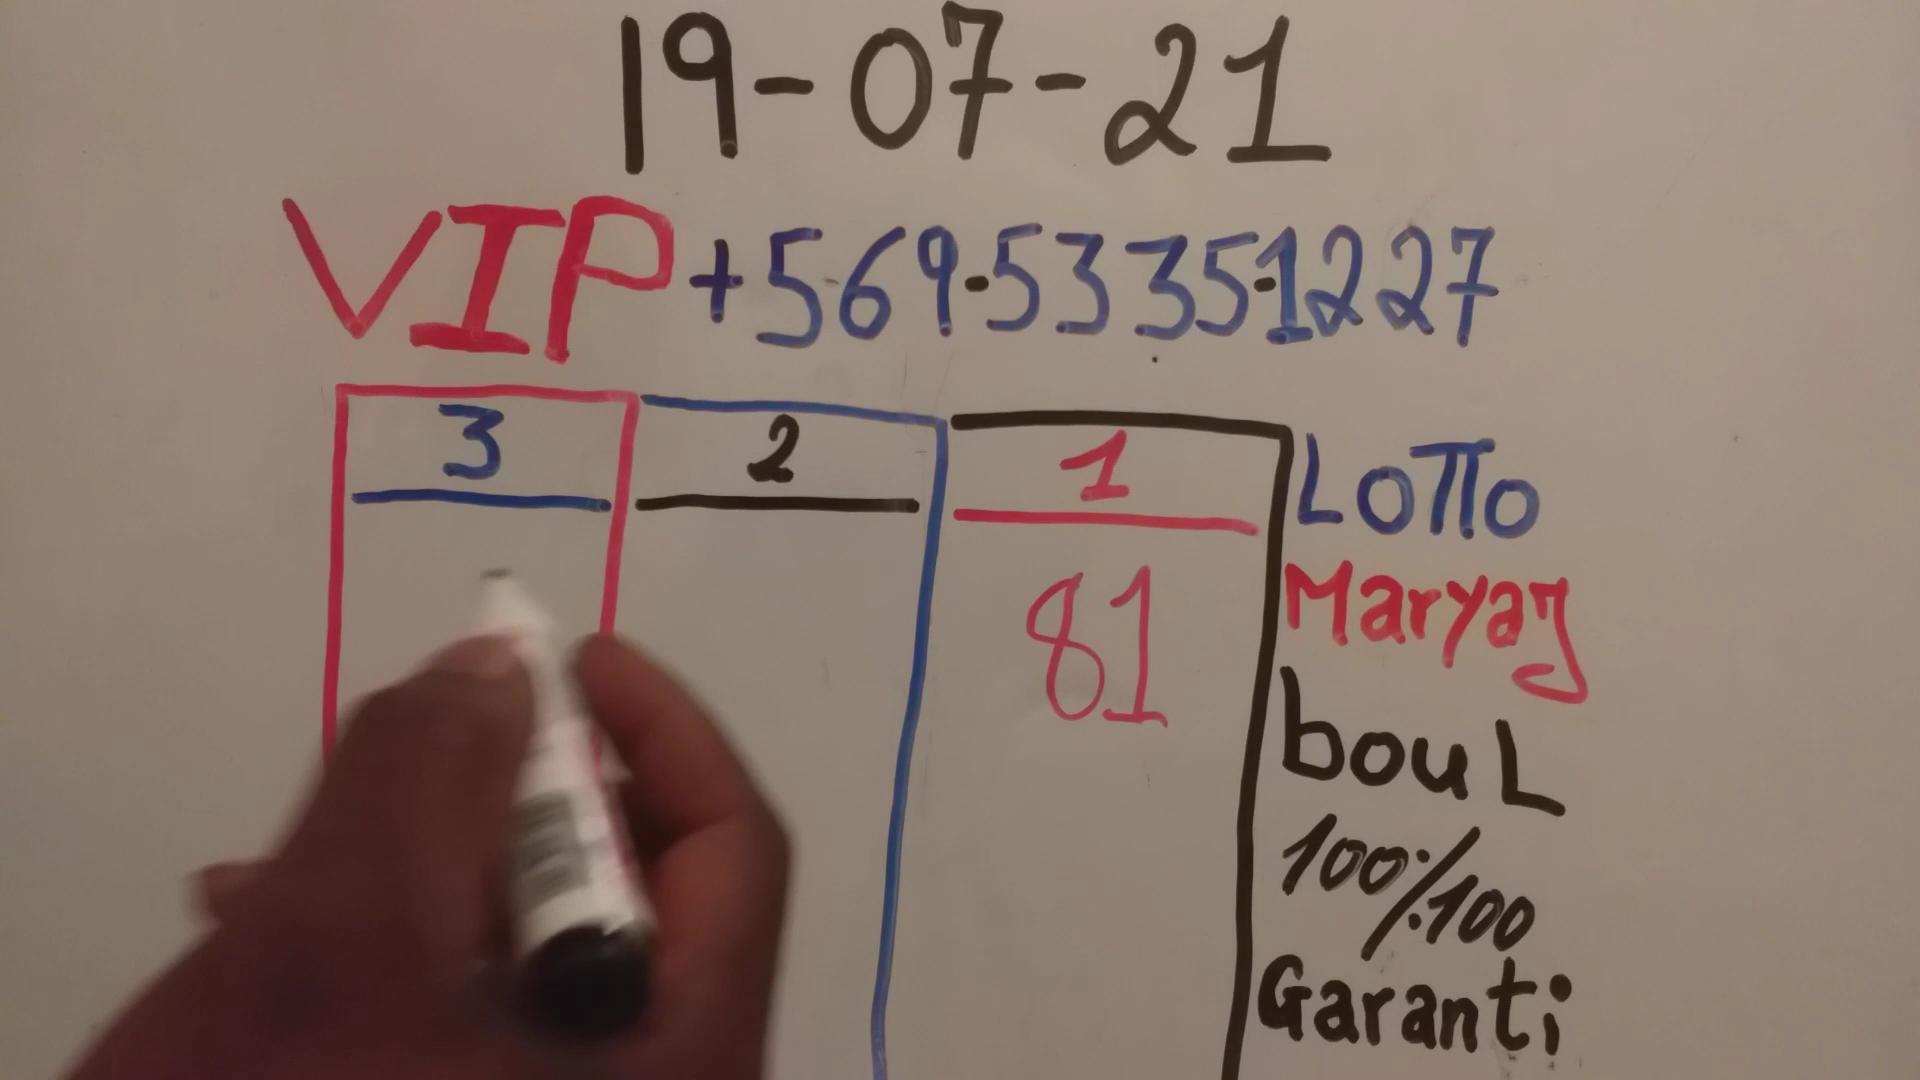 19-07-21
VIP +569.5335-1227
3 2 1
81
LOTTO
Maryaj
bouL
100%100
Garanti